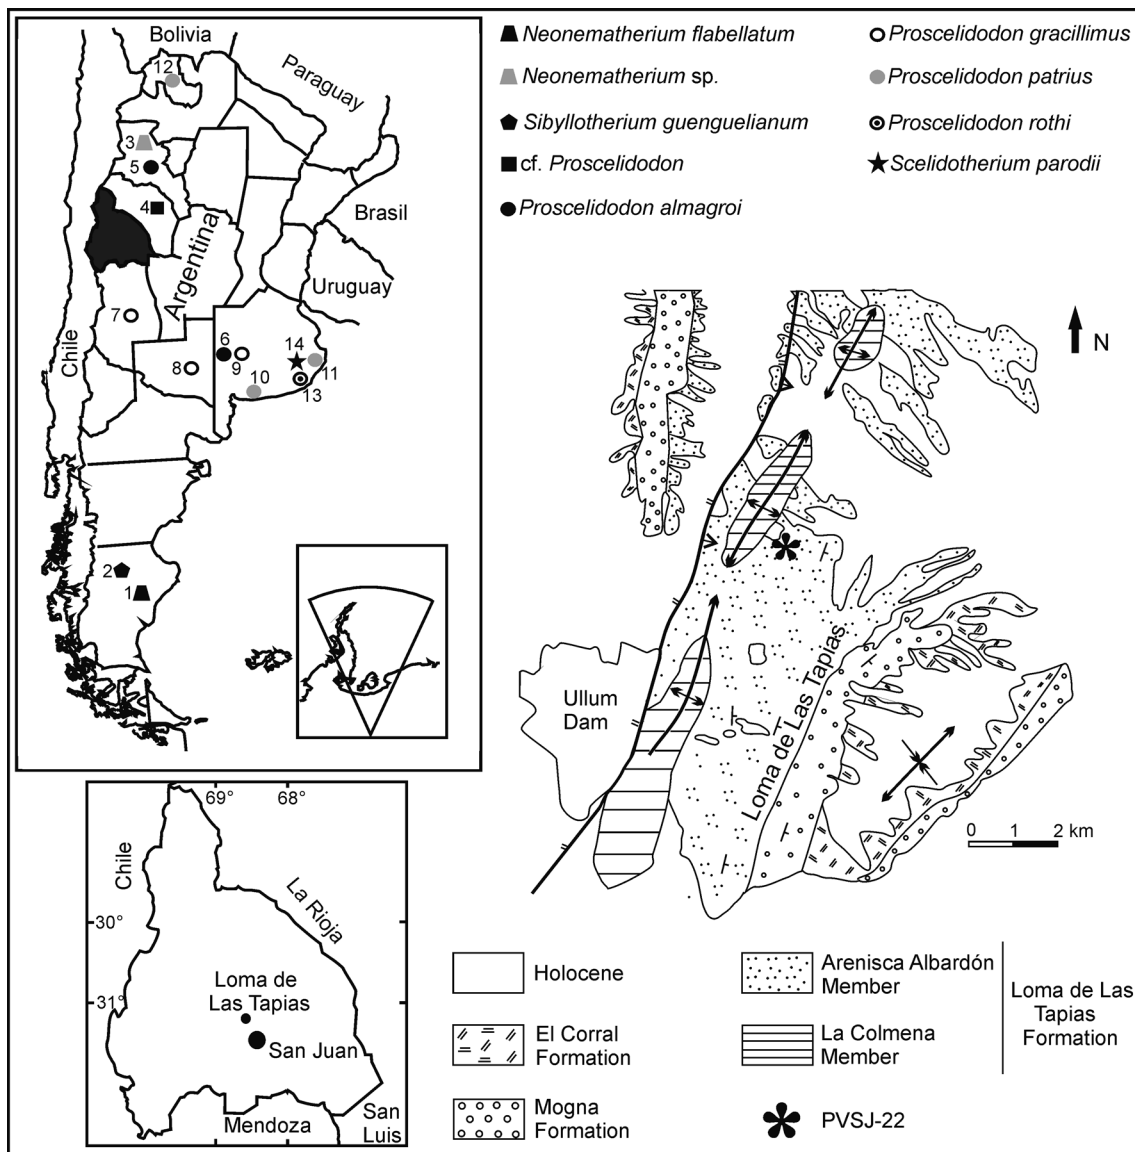 Bolivia
12
Paraguay
3
5
4
Brasil
Argentina
Uruguay
7
Chile
6
14
8
9
11
10
13
2
1
Neonematherium flabellatum
Neonematherium sp.
Sibyllotherium guenguelianum
cf. Proscelidodon
Proscelidodon almagroi
Proscelidodon gracillimus
Proscelidodon patrius
Proscelidodon rothi
Scelidotherium parodii
N
Ullum
Dam
Loma de Las Tapias
0 1 2 km
69° 68°
Chile
La Rioja
30°
Loma de
Las Tapias
31°
San Juan
Mendoza
San
Luis
Holocene
El Corral
Formation
Mogna
Formation
Arenisca Albardón
Member
La Colmena
Member
PVSJ-22
Loma de Las
Tapias
Formation